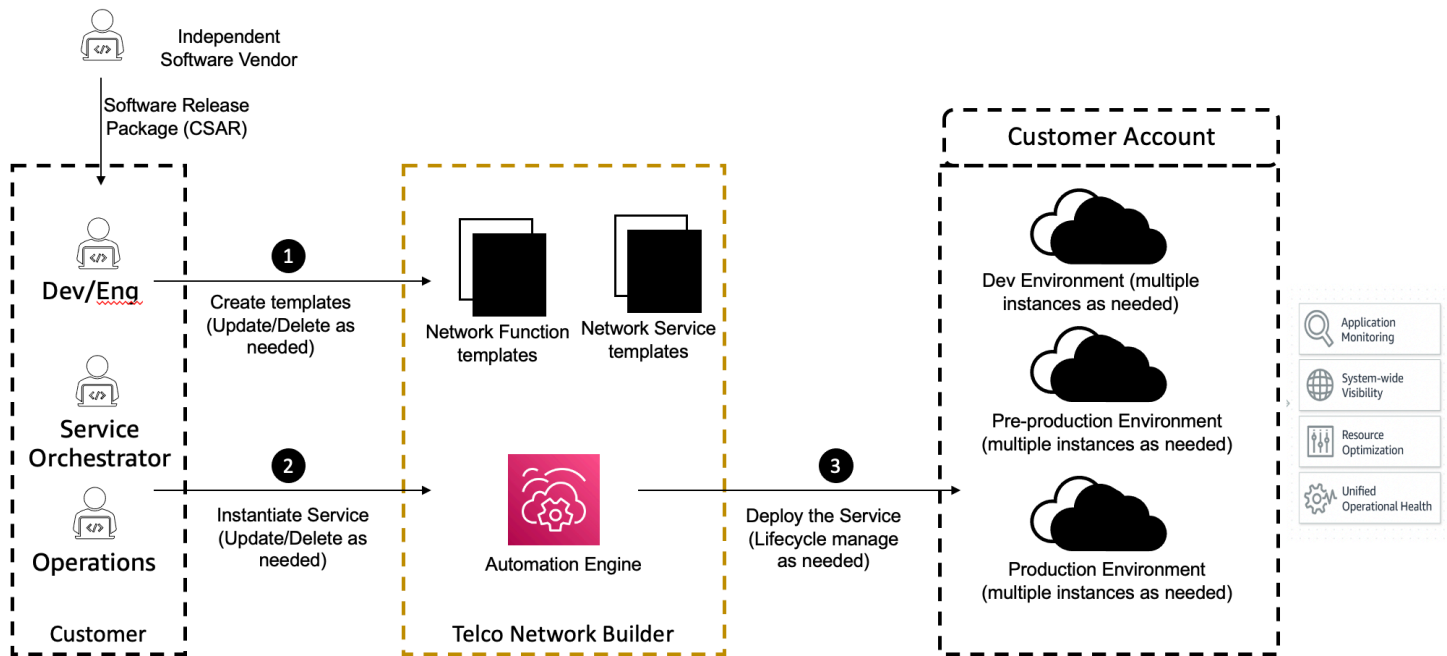 Independent
Software Vendor
Software Release
Package (CSAR)
Dev/Eng
Service
Orchestrator
Operations
Customer
1
Create templates
(Update/Delete as
needed)
2
Instantiate Service
(Update/Delete as
needed)
Network Function
templates
Network Service
templates
Automation Engine
Telco Network Builder
3
Deploy the Service
(Lifecycle manage
as needed)
Customer Account
Dev Environment (multiple
instances as needed)
Pre-production Environment
(multiple instances as needed)
Production Environment
(multiple instances as needed)
Application
Monitoring
System-wide
Visibility
Resource
Optimization
Unified
Operational Health